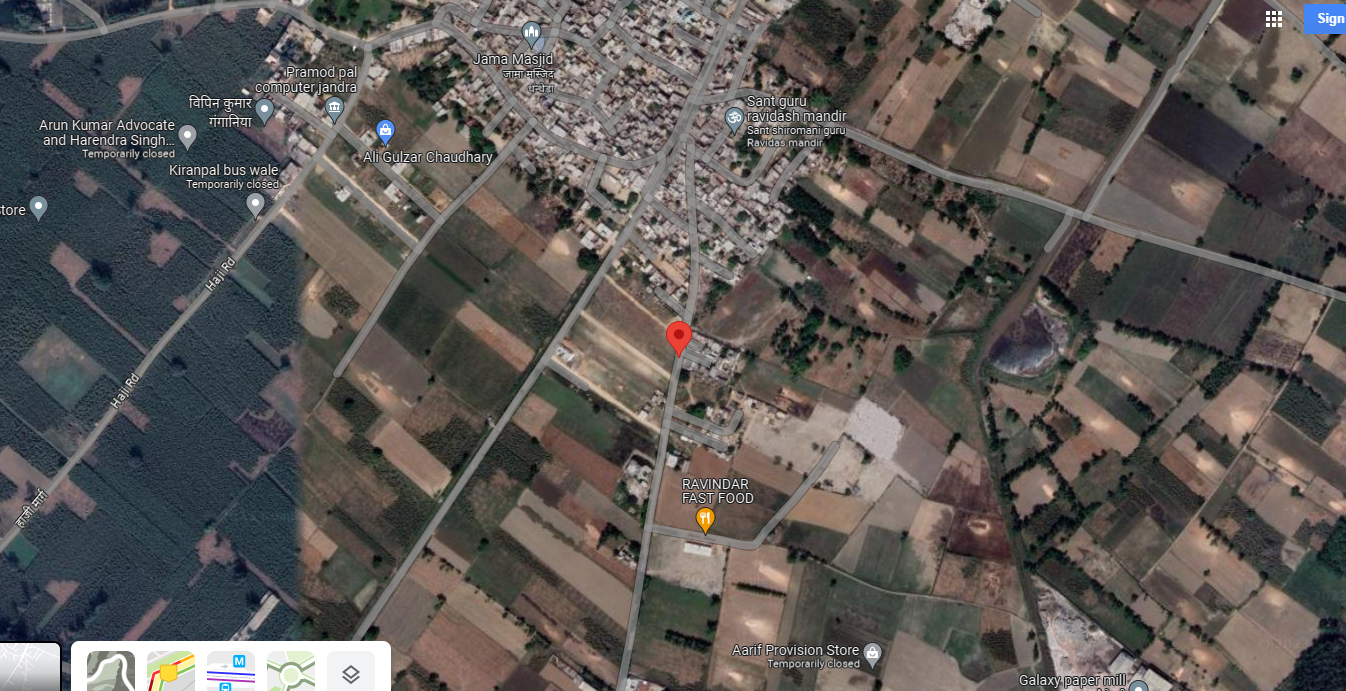 Sign
Jama Masjid
जामा मस्जिद
थन्थेडा
Pramod pal
computer jandra
विपिन कुमार
गंगानिया
Sant guru
ravidash mandir
Sant shiromani guru
Ravidas mandir
Arun Kumar Advocate
and Harendra Singh...
Temporarily closed
Ali Gulzar Chaudhary
Kiranpal bus wale
Temporarily closed
tore
Haji Rd
Haji Rd
हाजी मार्ग
RAVINDAR
FAST FOOD
Aarif Provision Store
Temporarily closed
Galaxy paper mill
M